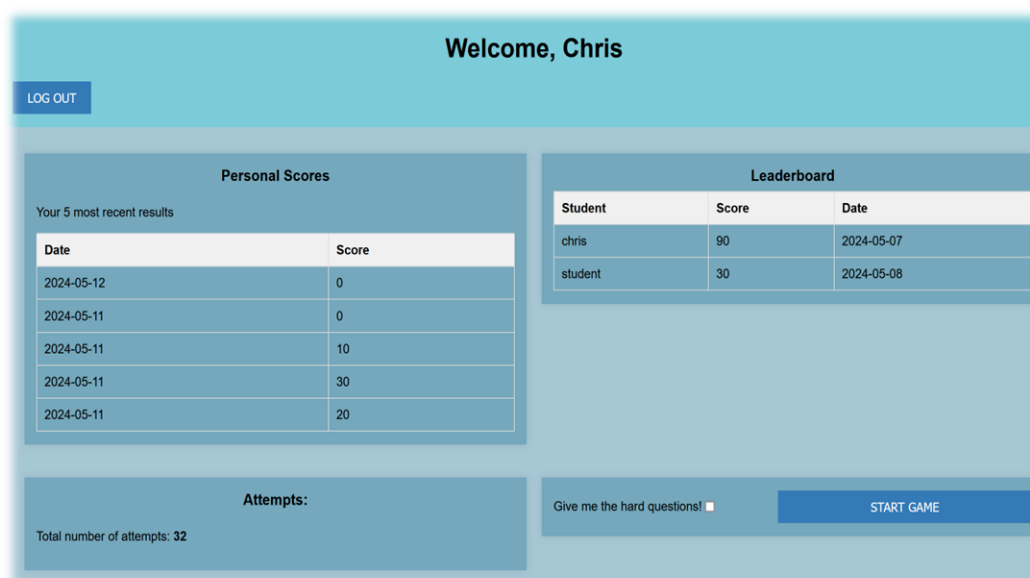 Welcome, Chris
LOG OUT
Personal Scores
Your 5 most recent results
Date Score
2024-05-12 0
2024-05-11 0
2024-05-11 10
2024-05-11 30
2024-05-11 20
Leaderboard
Student Score Date
chris 90 2024-05-07
student 30 2024-05-08
Attempts:
Total number of attempts: 32
Give me the hard questions!
START GAME